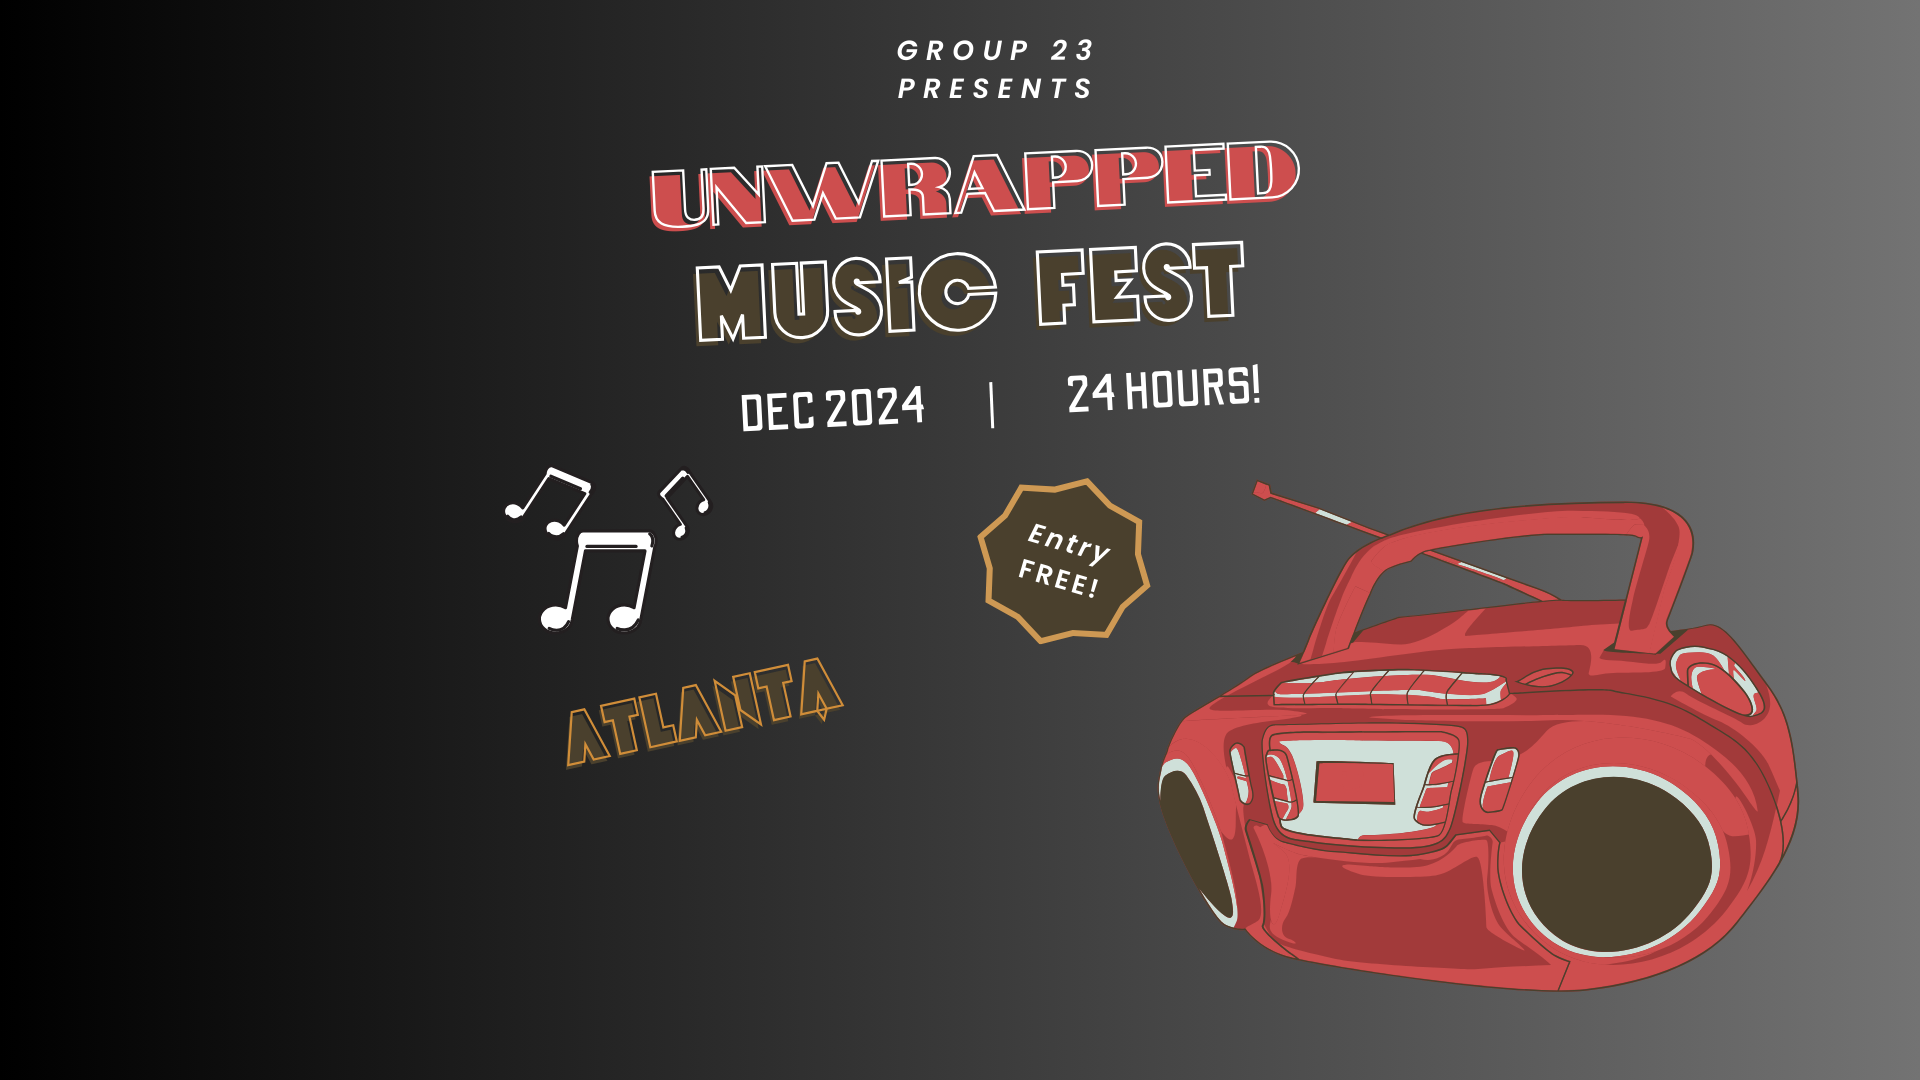 GROUP 23
PRESENTS
UNWRAPPED
MUSIC FEST
DEC 2024 | 24 HOURS!
Entry
FREE!
ATLANTA